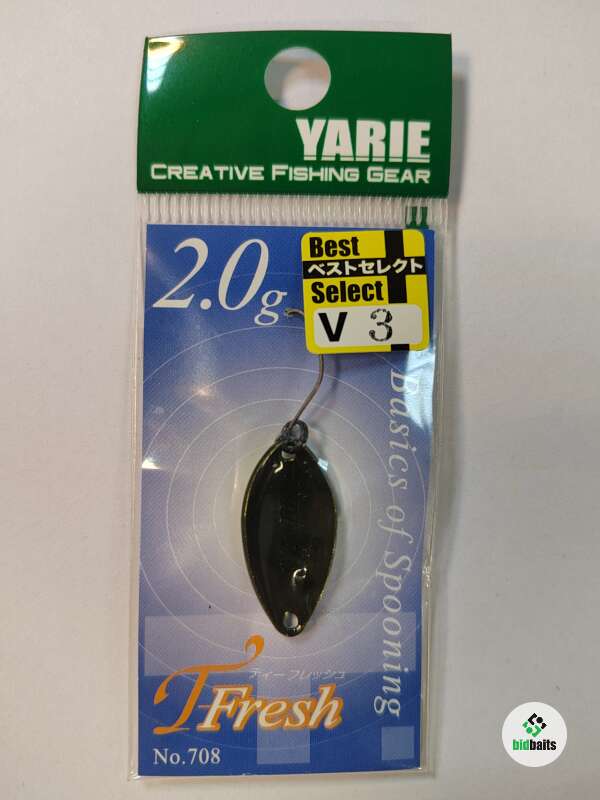 YARIE
CREATIVE FISHING GEAR
2.0g
Best
ベストセレクト
Select
V 3
Basics of Spooning
ティーフレッシュ
T'Fresh
No.708
bidbaits